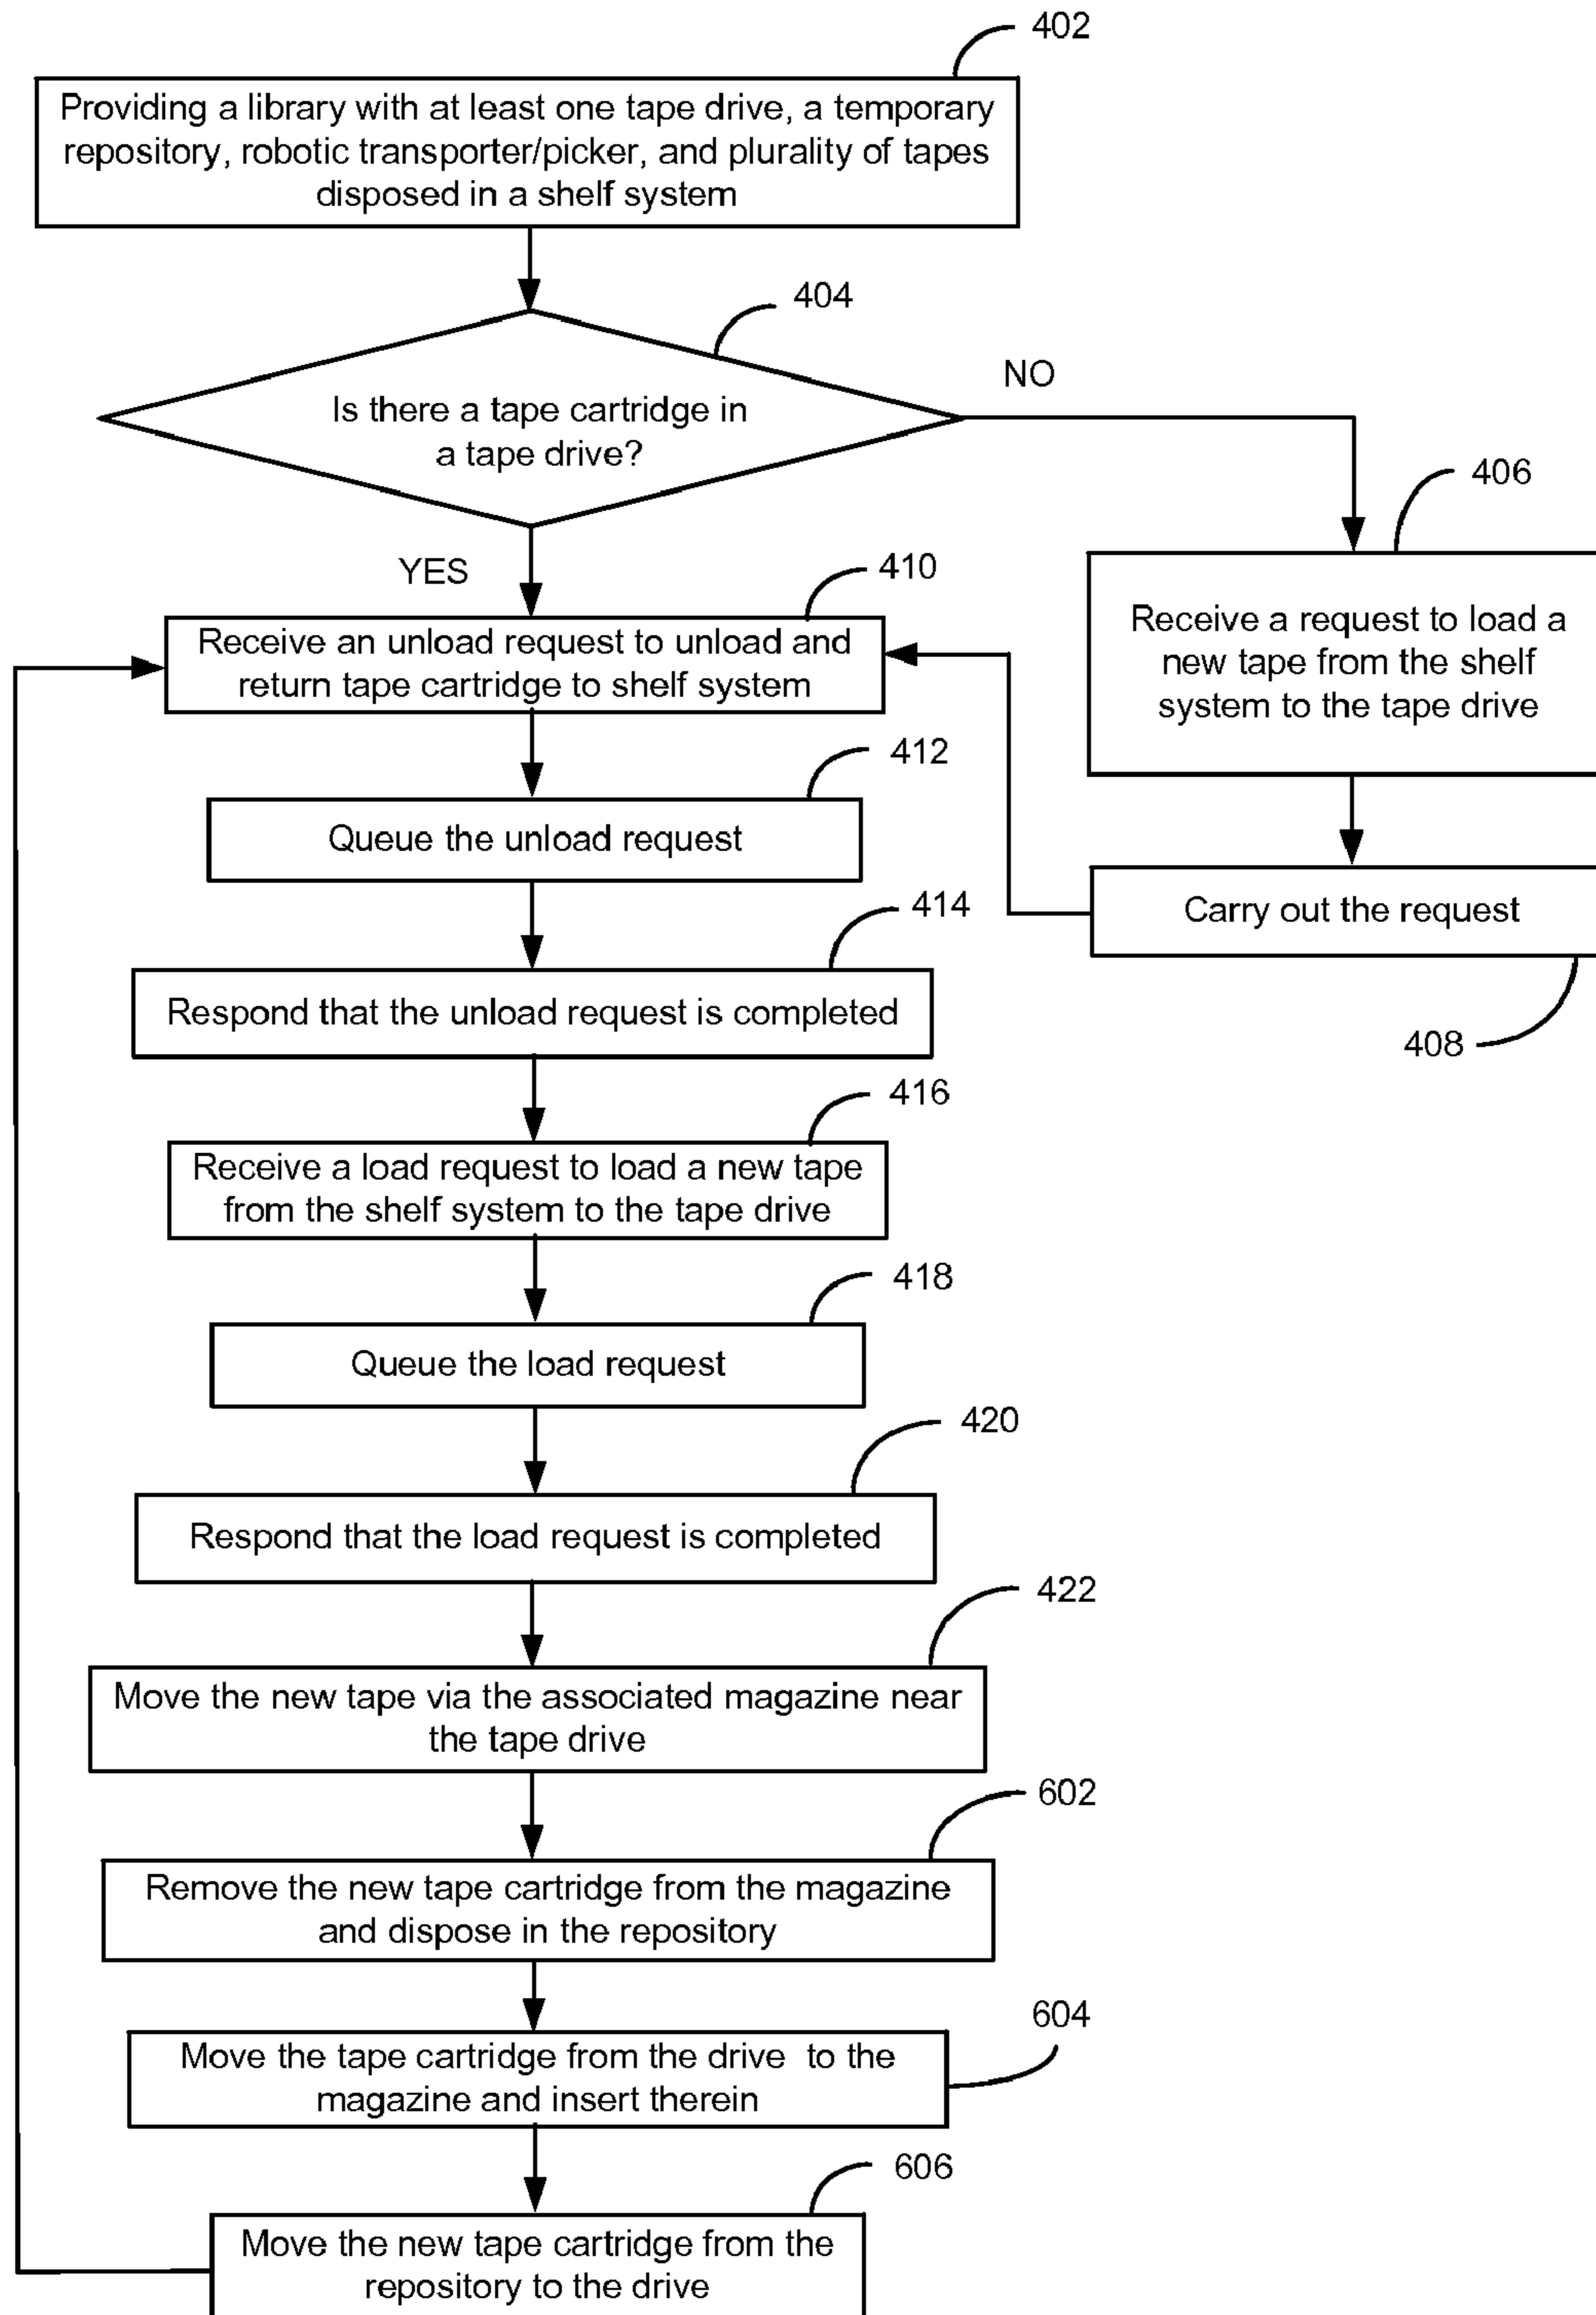 402
Providing a library with at least one tape drive, a temporary
repository, robotic transporter/picker, and plurality of tapes
disposed in a shelf system
404
Is there a tape cartridge in
a tape drive?
NO
YES
406
Receive a request to load a
new tape from the shelf
system to the tape drive
Carry out the request
408
410
Receive an unload request to unload and
return tape cartridge to shelf system
412
Queue the unload request
414
Respond that the unload request is completed
416
Receive a load request to load a new tape
from the shelf system to the tape drive
418
Queue the load request
420
Respond that the load request is completed
422
Move the new tape via the associated magazine near
the tape drive
602
Remove the new tape cartridge from the magazine
and dispose in the repository
604
Move the tape cartridge from the drive  to the
magazine and insert therein
606
Move the new tape cartridge from the
repository to the drive